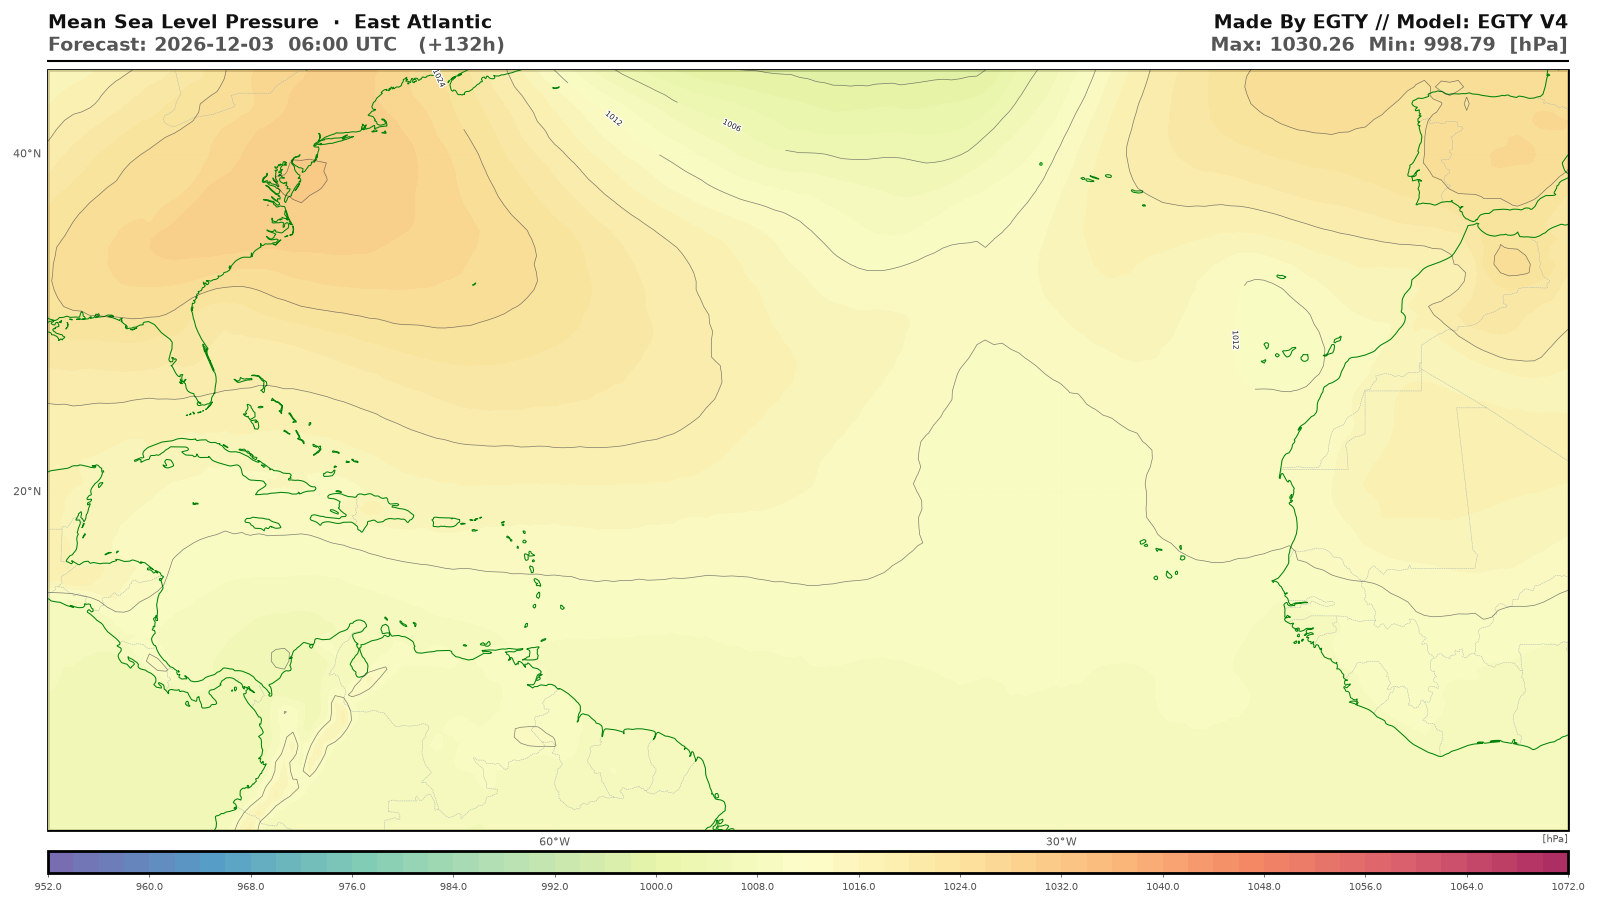 Mean Sea Level Pressure · East Atlantic
Made By EGTY // Model: EGTY V4
Forecast: 2026-12-03 06:00 UTC (+132h)
Max: 1030.26 Min: 998.79 [hPa]
1024
1012
1006
40°N
1012
20°N
60°W
30°W
[hPa]
952.0 960.0 968.0 976.0 984.0 992.0 1000.0 1008.0 1016.0 1024.0 1032.0 1040.0 1048.0 1056.0 1064.0 1072.0